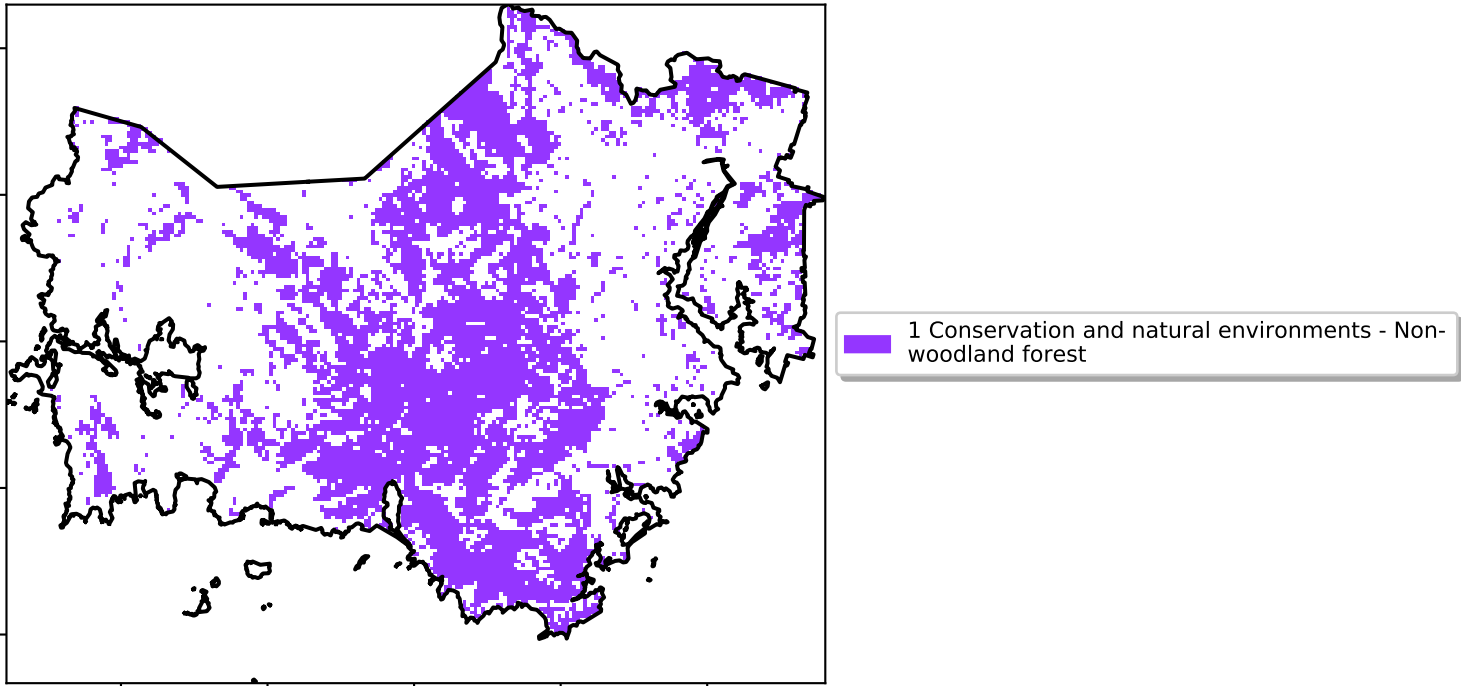 1 Conservation and natural environments - Non-
woodland forest